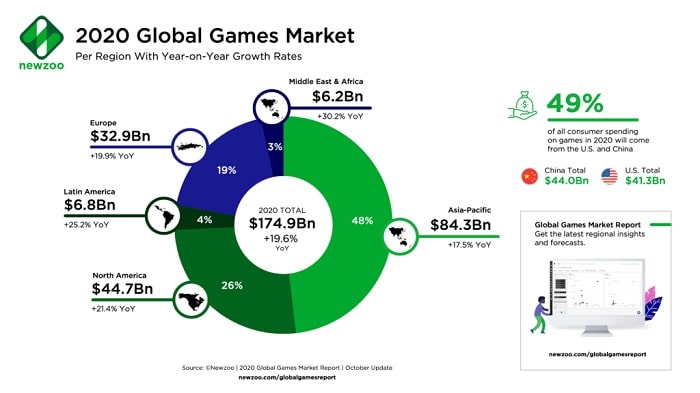 newzoo
2020 Global Games Market
Per Region With Year-on-Year Growth Rates
Middle East & Africa
$6.2Bn
+30.2% YoY
3%
Europe
$32.9Bn
+19.9% YoY
19%
Latin America
$6.8Bn
+25.2% YoY
4%
North America
$44.7Bn
+21.4% YoY
26%
2020 TOTAL
$174.9Bn
+19.6%
YoY
48%
Asia-Pacific
$84.3Bn
+17.5% YoY
49%
of all consumer spending
on games in 2020 will come
from the U.S. and China
China Total
$44.0Bn
U.S. Total
$41.3Bn
Global Games Market Report
Get the latest regional insights
and forecasts.
newzoo.com/globalgamesreport
Source: ©Newzoo | 2020 Global Games Market Report | October Update
newzoo.com/globalgamesreport